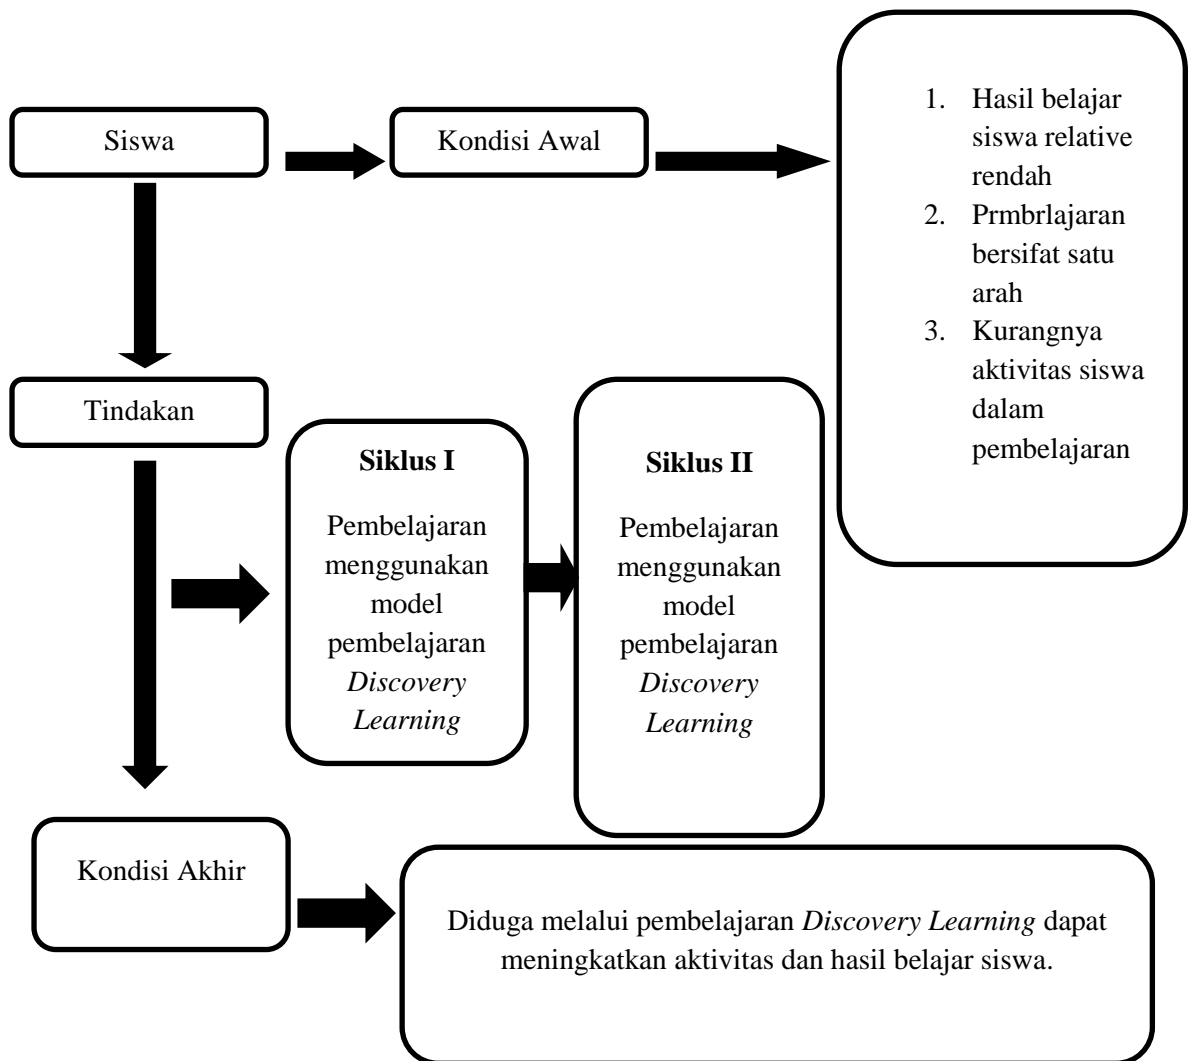 Siswa
Kondisi Awal
1. Hasil belajar
siswa relative
rendah
2. Prmbrlajaran
bersifat satu
arah
3. Kurangnya
aktivitas siswa
dalam
pembelajaran
Tindakan
Siklus I
Pembelajaran
menggunakan
model
pembelajaran
Discovery
Learning
Siklus II
Pembelajaran
menggunakan
model
pembelajaran
Discovery
Learning
Kondisi Akhir
Diduga melalui pembelajaran Discovery Learning dapat
meningkatkan aktivitas dan hasil belajar siswa.